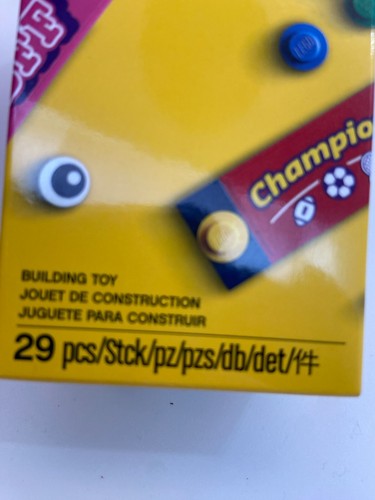 Champio
BUILDING TOY
JOUET DE CONSTRUCTION
JUGUETE PARA CONSTRUIR
29 pcs/Stck/pz/pzs/db/det/件